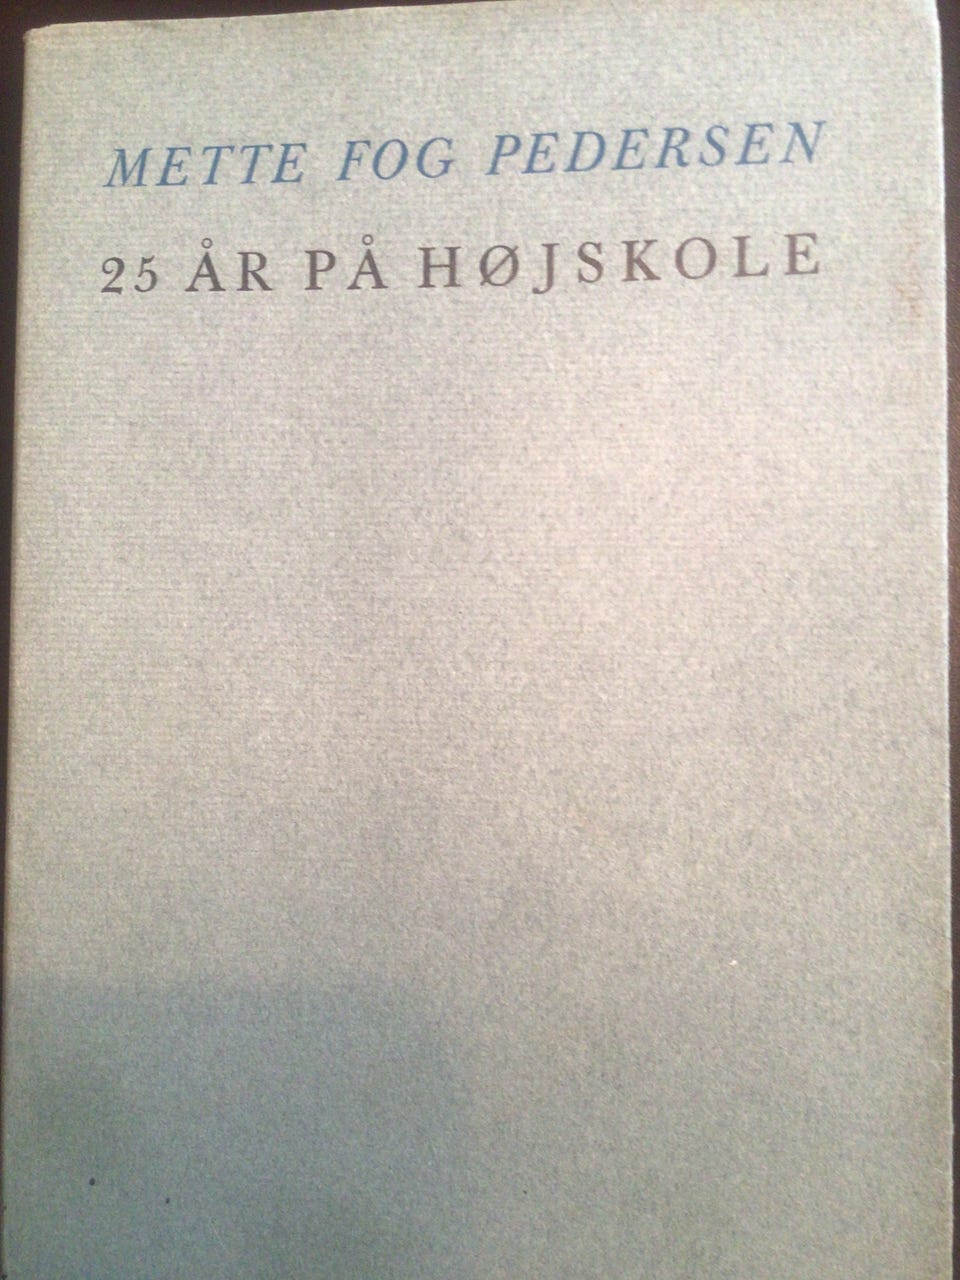 METTE FOG PEDERSEN
25 ÅR PÅ HØJSKOLE